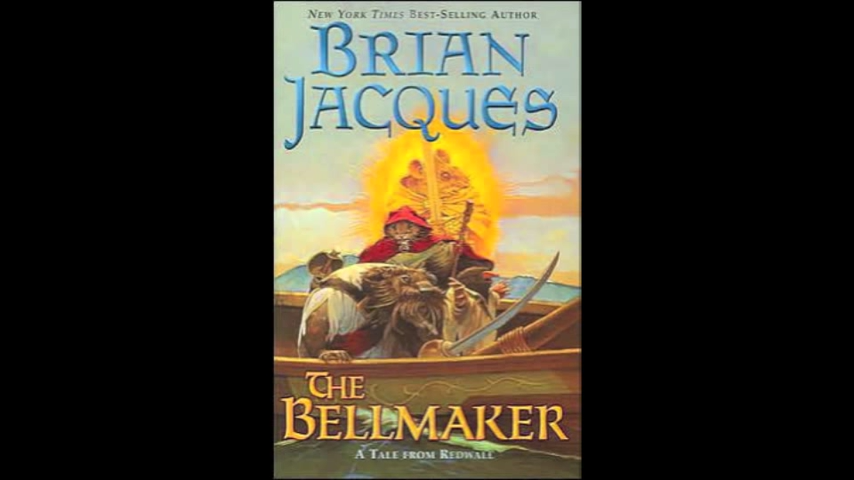 New York Times Best-Selling Author
Brian
Jacques
The
Bellmaker
A Tale from Redwall